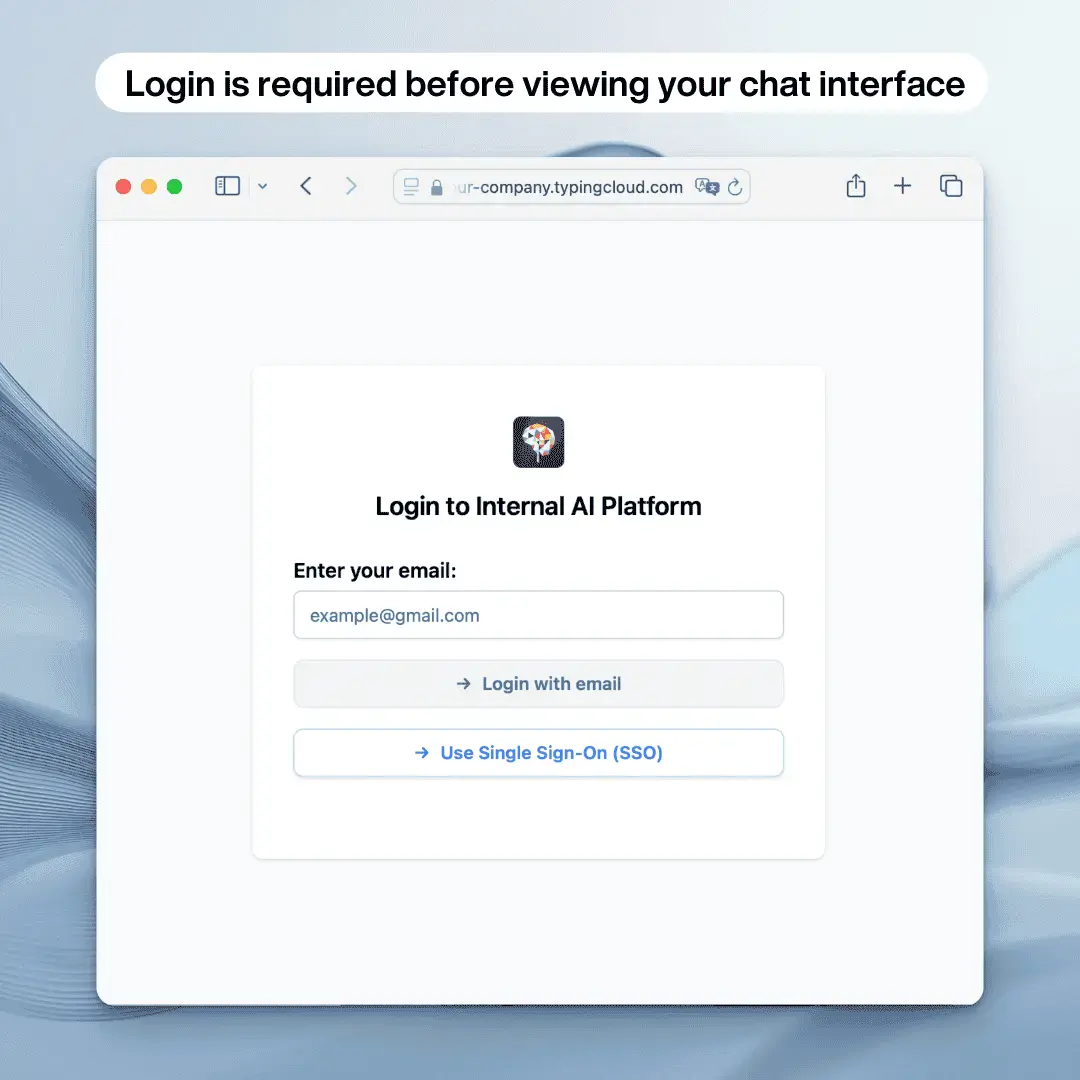 Login is required before viewing your chat interface
ur-company.typingcloud.com
Login to Internal AI Platform
Enter your email:
example@gmail.com
→ Login with email
→ Use Single Sign-On (SSO)